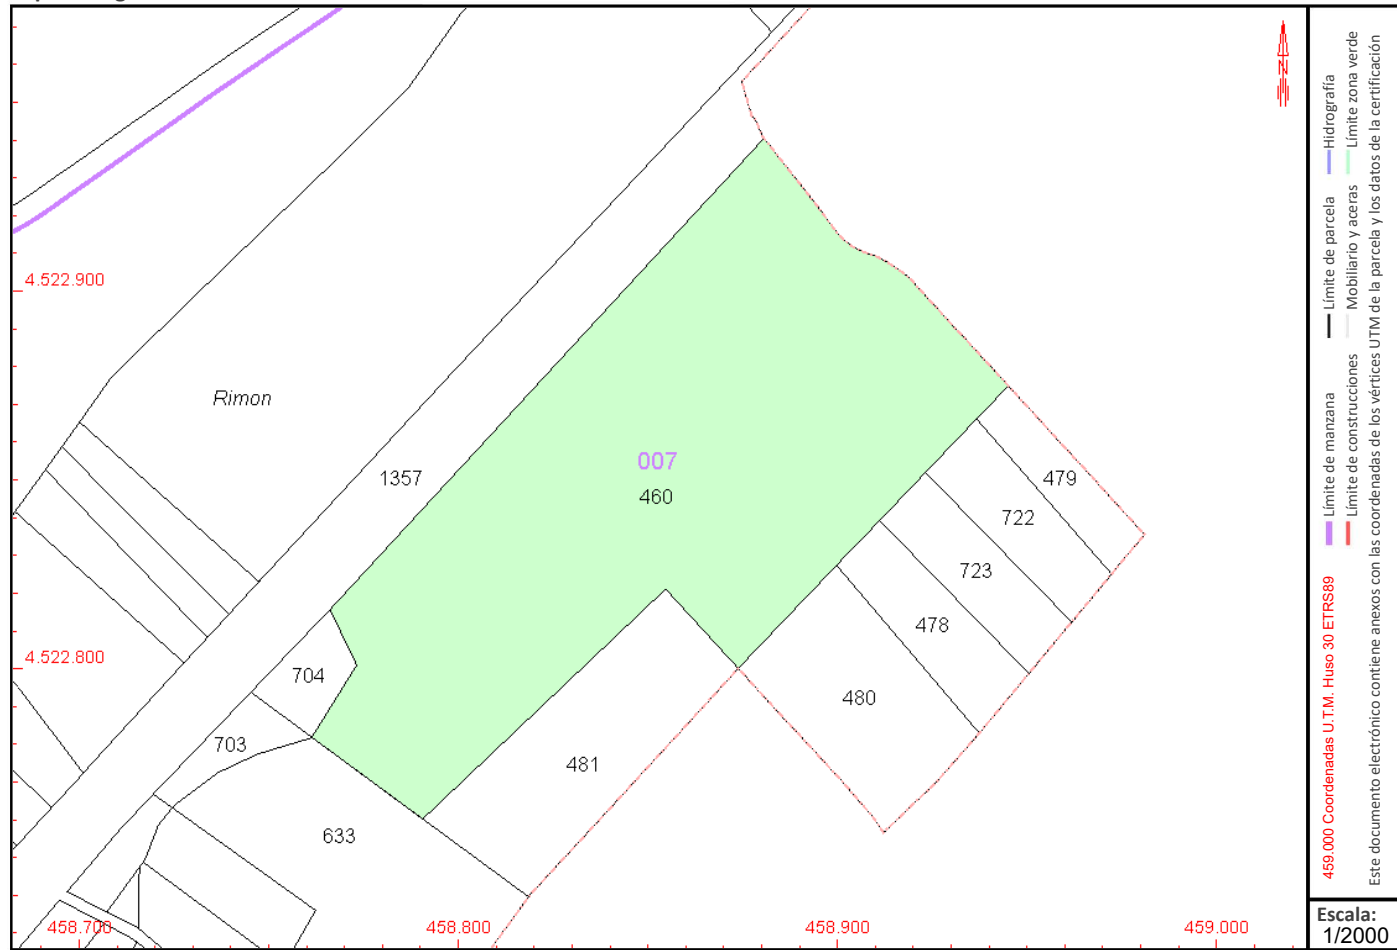 N
4.522.900
Rimon
1357
007
460
479
722
723
478
480
4.522.800
704
703
481
633
458.700
458.800
458.900
459.000
Límite de manzana
Límite de parcela
Hidrografía
Límite de construcciones
Mobiliario y aceras
Límite zona verde
459.000 Coordenadas U.T.M. Huso 30 ETRS89
Este documento electrónico contiene anexos con las coordenadas de los vértices UTM de la parcela y los datos de la certificación
Escala:
1/2000